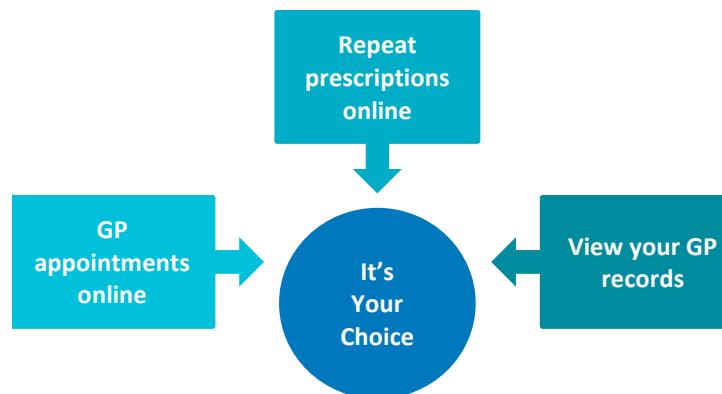 Repeat
prescriptions
online
GP
appointments
online
It’s
Your
Choice
View your GP
records